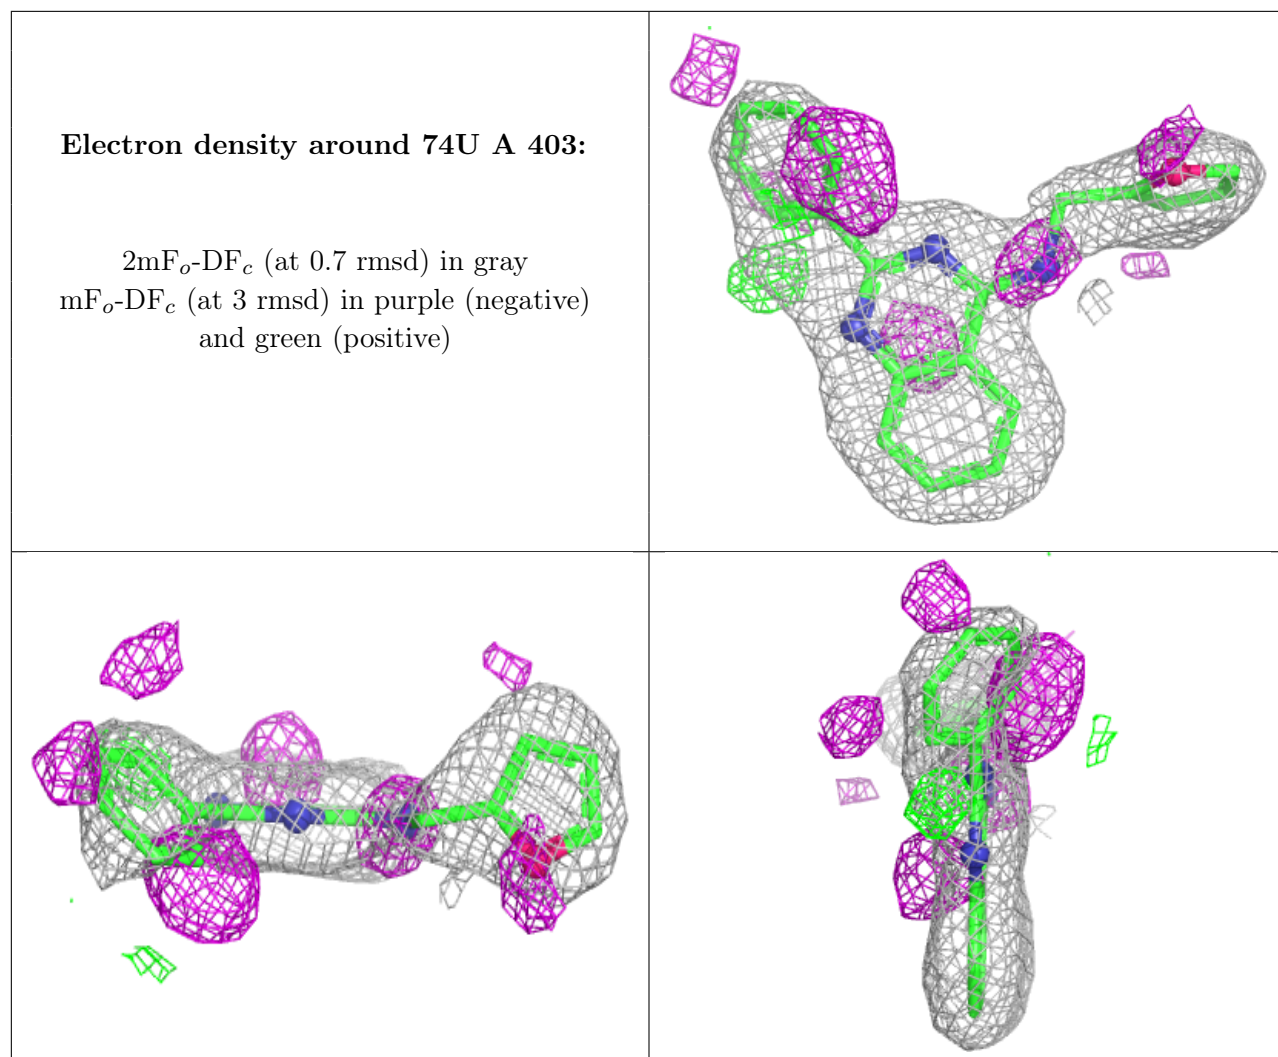 Electron density around 74U A 403:
2mFo-DFc (at 0.7 rmsd) in gray
mFo-DFc (at 3 rmsd) in purple (negative)
and green (positive)